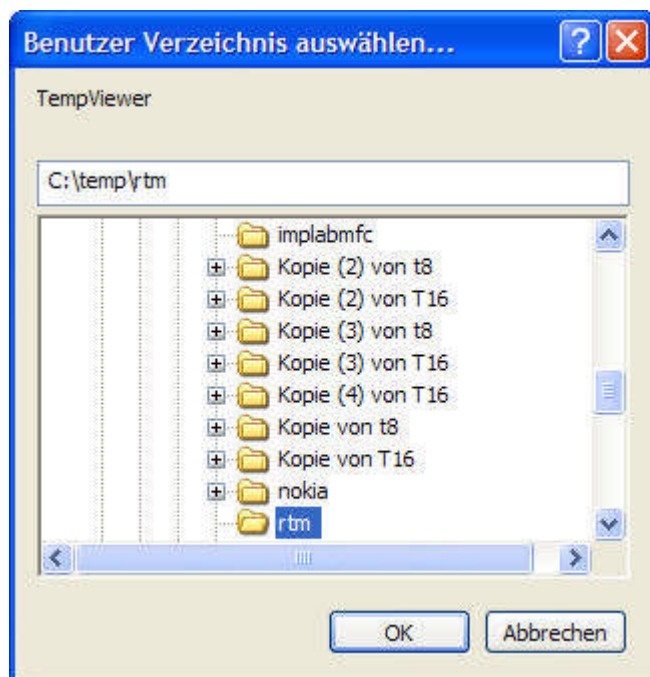 Benutzer Verzeichnis auswählen...
TempViewer
C:\temp\rtm
implabmfc
Kopie (2) von t8
Kopie (2) von T16
Kopie (3) von t8
Kopie (3) von T16
Kopie (4) von T16
Kopie von t8
Kopie von T16
nokia
rtm
OK Abbrechen